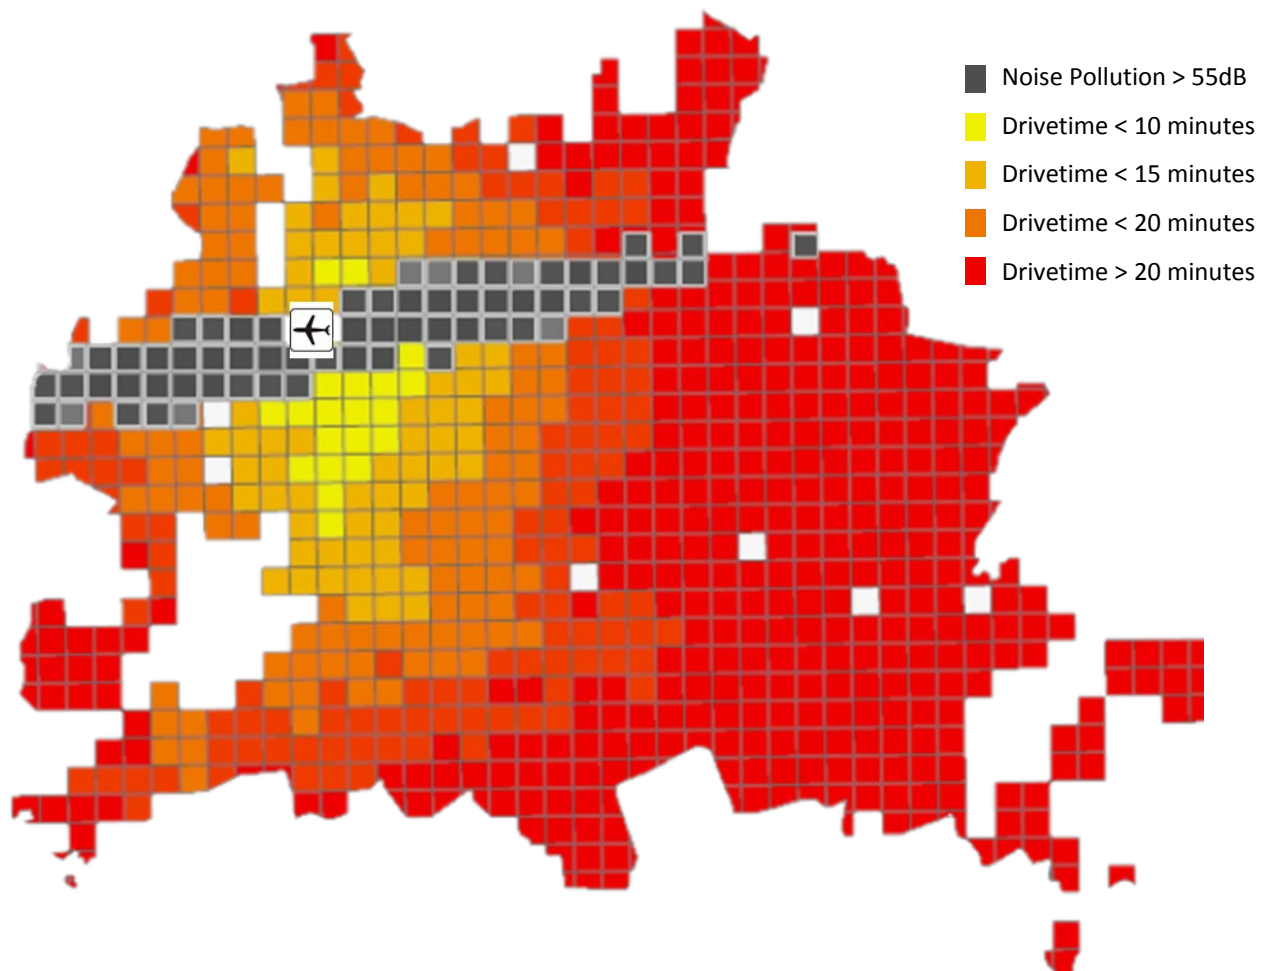 Noise Pollution > 55dB
Drivetime < 10 minutes
Drivetime < 15 minutes
Drivetime < 20 minutes
Drivetime > 20 minutes